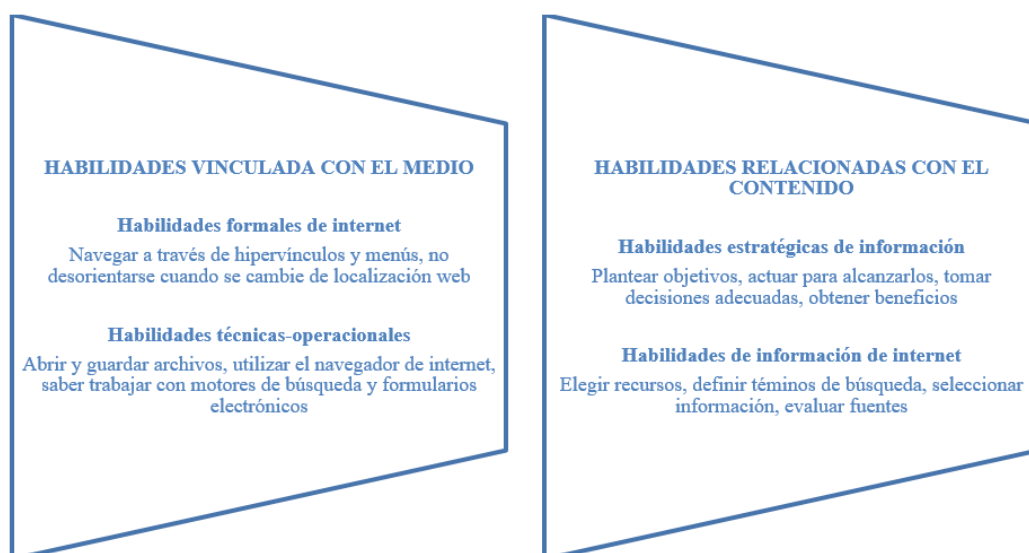 HABILIDADES VINCULADA CON EL MEDIO
Habilidades formales de internet
Navegar a través de hipervínculos y menús, no
desorientarse cuando se cambie de localización web
Habilidades técnicas-operacionales
Abrir y guardar archivos, utilizar el navegador de internet,
saber trabajar con motores de búsqueda y formularios
electrónicos
HABILIDADES RELACIONADAS CON EL
CONTENIDO
Habilidades estratégicas de información
Plantear objetivos, actuar para alcanzarlos, tomar
decisiones adecuadas, obtener beneficios
Habilidades de información de internet
Elegir recursos, definir téminos de búsqueda, seleccionar
información, evaluar fuentes